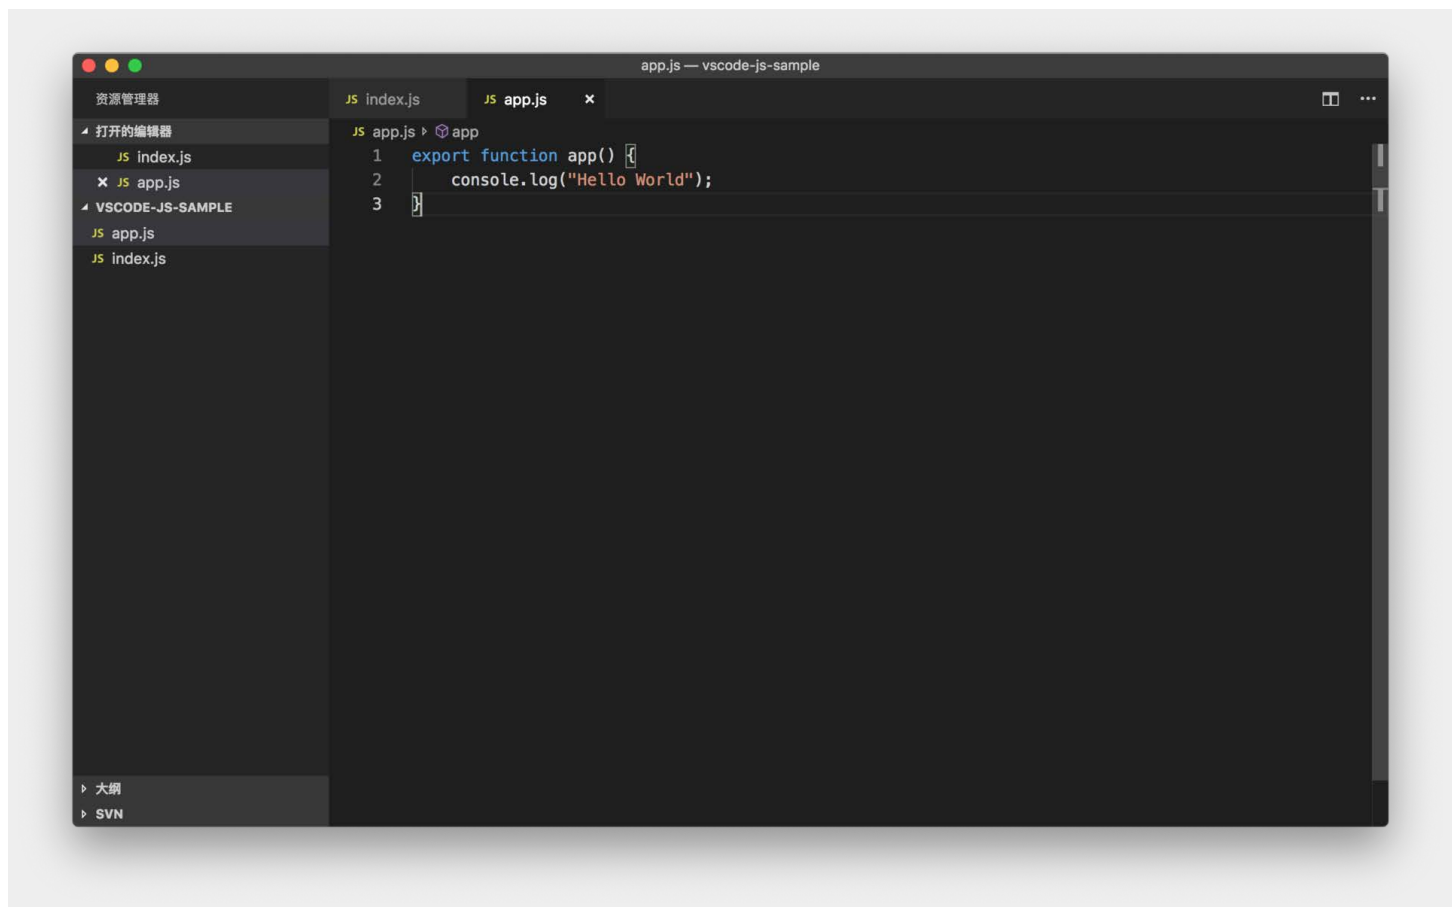 app.js — vscode-js-sample
资源管理器
打开的编辑器
JS index.js
JS app.js
VSCODE-JS-SAMPLE
JS app.js
JS index.js
大纲
SVN
JS index.js JS app.js
JS app.js app
1 export function app() {
2     console.log("Hello World");
3 }